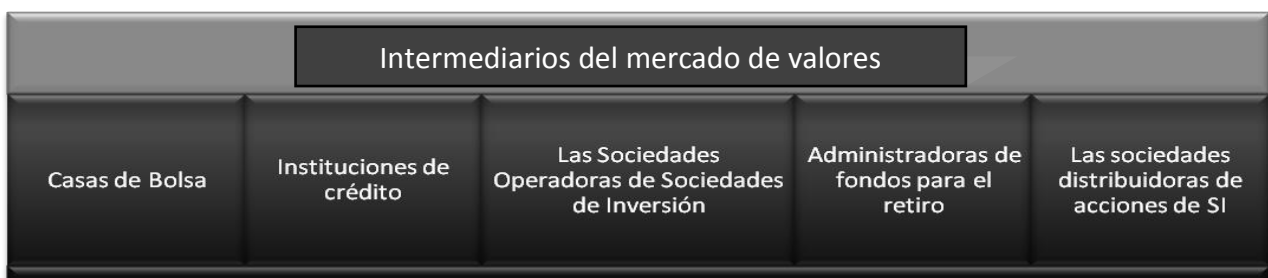 Intermediarios del mercado de valores
Casas de Bolsa
Instituciones de
crédito
Las Sociedades
Operadoras de Sociedades
de Inversión
Administradoras de
fondos para el
retiro
Las sociedades
distribuidoras de
acciones de SI